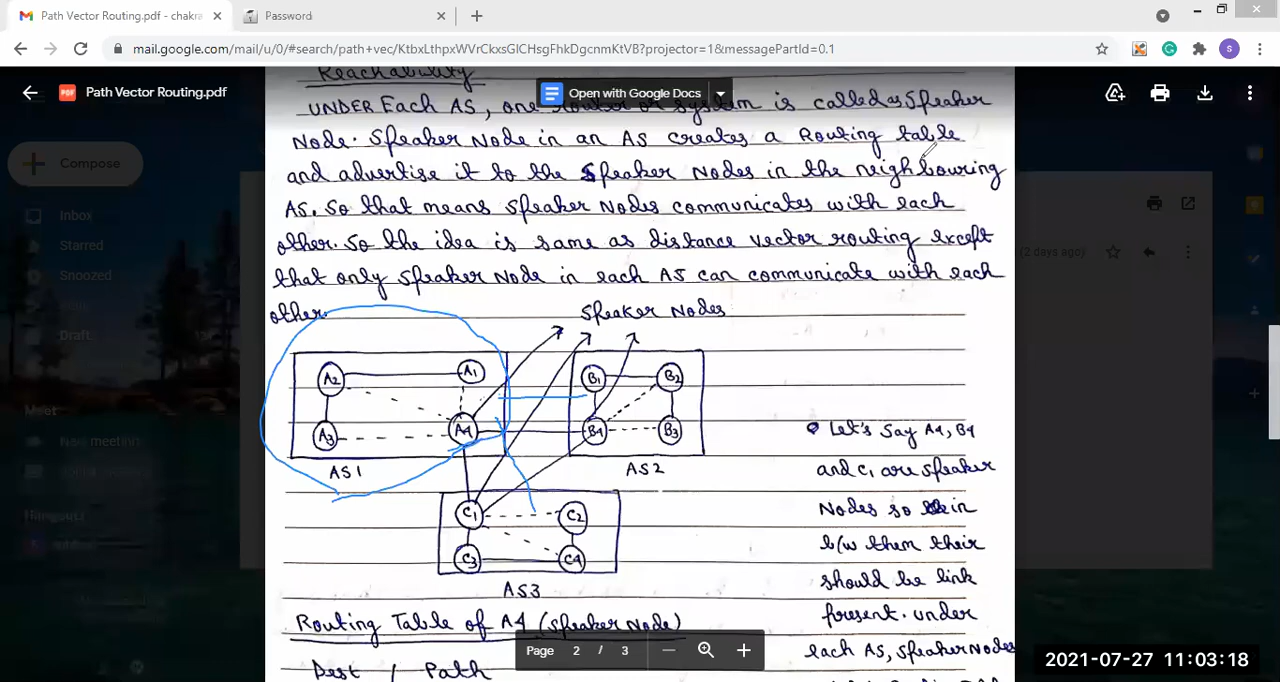 Path Vector Routing.pdf - chakra
Password
mail.google.com/mail/u/0/#search/path+vec/KtbxLthpxWVrCkxsGlCHsgFhkDgcnmKtVB?projector=1&messagePartId=0.1
S
PDF Path Vector Routing.pdf
Open with Google Docs
Compose
Inbox
Starred
Snoozed
Draft
Meet
New meeting
Hangouts
2 days ago)
Reachability
UNDER Each AS, one router or system is called as Speaker
Node. Speaker Node in an AS creates a Routing table
and advertise it to the Speaker Nodes in the neighbouring
AS. So that means Speaker Nodes communicates with each
other. So the idea is same as distance vector routing except
that only Speaker Node in each AS can communicate with each
other.
Speaker Nodes
A2
A1
B1
B2
A3
A4
B4
B3
AS1
AS2
C1
C2
C3
C4
AS3
Let's Say A4, B4
and C1 are speaker
Nodes so in
b/w them their
should be link
present. under
each AS, speaker Nodes
Routing Table of A4 (Speaker Node)
Dest / Path
Page 2 / 3
2021-07-27 11:03:18